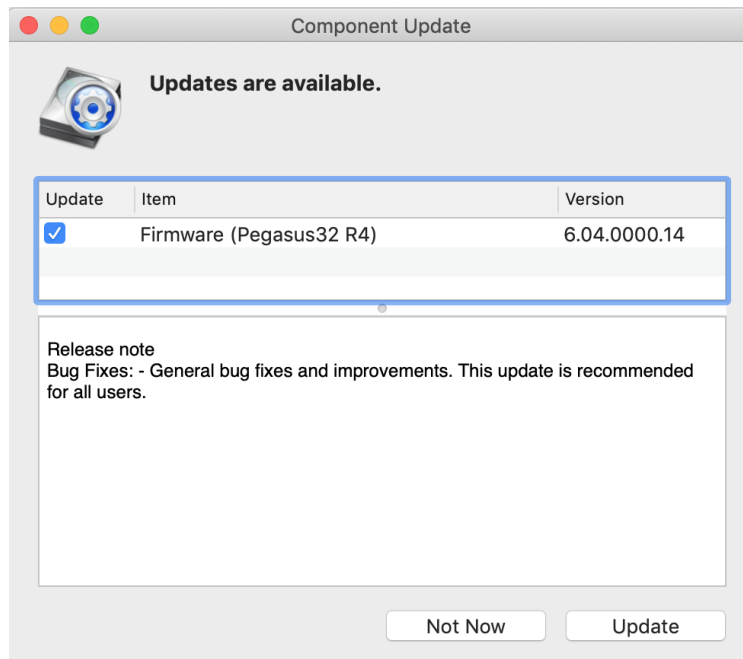 Component Update
Updates are available.
Update Item Version
Firmware (Pegasus32 R4) 6.04.0000.14
Release note
Bug Fixes: - General bug fixes and improvements. This update is recommended
for all users.
Not Now Update